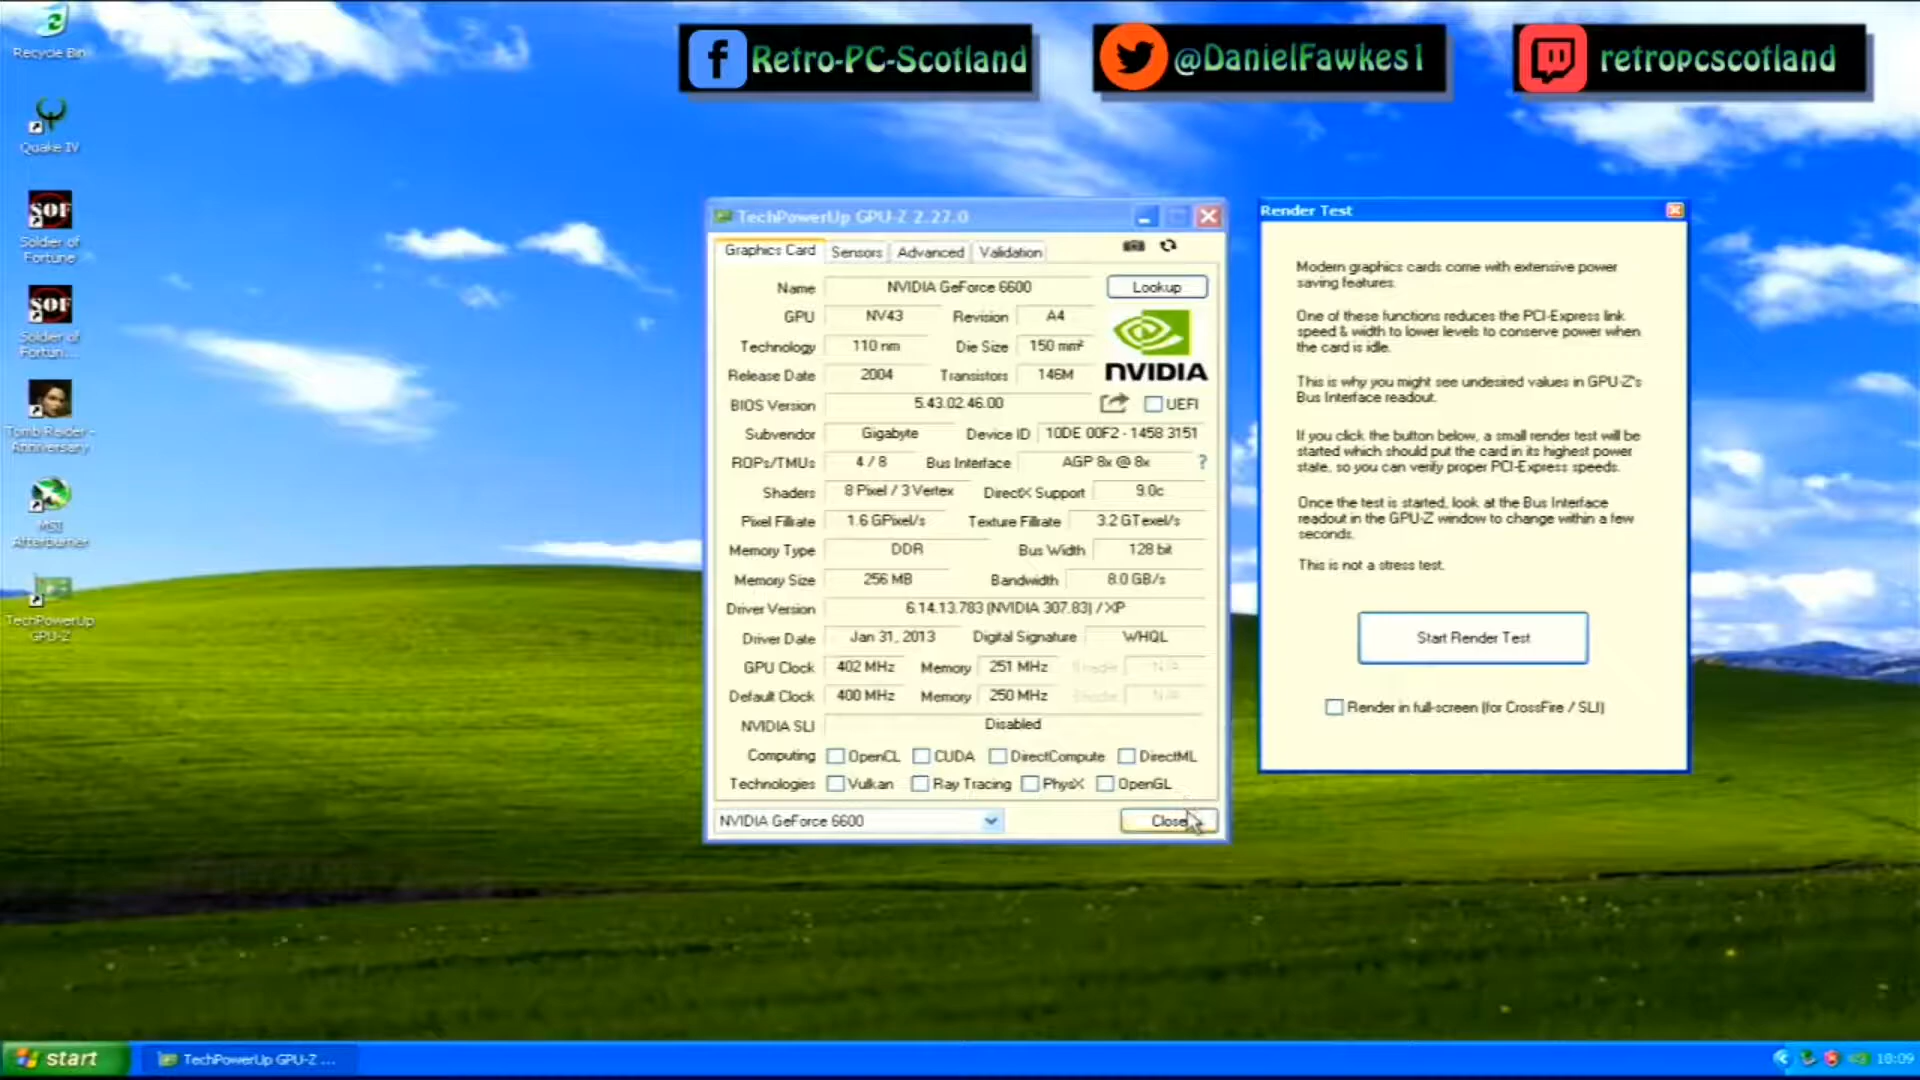 Retro-PC-Scotland
@DanielFawkes1
retropcscotland
Recycle Bin
Quake IV
SOF
Soldier of
Fortune
SOF
Soldier of
Fortun...
Tomb Raider -
Anniversary
MSI
Afterburner
TechPowerUp
GPU-Z
TechPowerUp GPU-Z 2.27.0
Graphics Card Sensors Advanced Validation
Name NVIDIA GeForce 6600 Lookup
GPU NV43 Revision A4
Technology 110 nm Die Size 150 mm²
Release Date 2004 Transistors 146M
NVIDIA
BIOS Version 5.43.02.46.00 UEFI
Subvendor Gigabyte Device ID 10DE 00F2 - 1458 3151
ROPs/TMUs 4 / 8 Bus Interface AGP 8x @ 8x ?
Shaders 8 Pixel / 3 Vertex DirectX Support 9.0c
Pixel Fillrate 1.6 GPixel/s Texture Fillrate 3.2 GTexel/s
Memory Type DDR Bus Width 128 bit
Memory Size 256 MB Bandwidth 8.0 GB/s
Driver Version 6.14.13.783 (NVIDIA 307.83) / XP
Driver Date Jan 31, 2013 Digital Signature WHQL
GPU Clock 402 MHz Memory 251 MHz Shader N/A
Default Clock 400 MHz Memory 250 MHz Shader N/A
NVIDIA SLI Disabled
Computing OpenCL CUDA DirectCompute DirectML
Technologies Vulkan Ray Tracing PhysX OpenGL
NVIDIA GeForce 6600 Close
Render Test
Modern graphics cards come with extensive power
saving features.
One of these functions reduces the PCI-Express link
speed & width to lower levels to conserve power when
the card is idle.
This is why you might see undesired values in GPU-Z's
Bus Interface readout.
If you click the button below, a small render test will be
started which should put the card in its highest power
state, so you can verify proper PCI-Express speeds.
Once the test is started, look at the Bus Interface
readout in the GPU-Z window to change within a few
seconds.
This is not a stress test.
Start Render Test
Render in full-screen (for CrossFire / SLI)
start
TechPowerUp GPU-Z ...
18:09